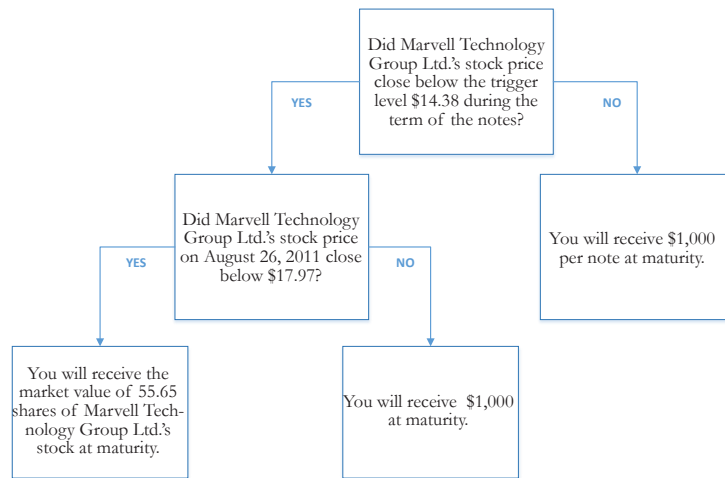 Did Marvell Technology
Group Ltd.'s stock price
close below the trigger
level $14.38 during the
term of the notes?
YES
NO
Did Marvell Technology
Group Ltd.'s stock price
on August 26, 2011 close
below $17.97?
You will receive $1,000
per note at maturity.
YES
NO
You will receive the
market value of 55.65
shares of Marvell Tech-
nology Group Ltd.'s
stock at maturity.
You will receive $1,000
at maturity.